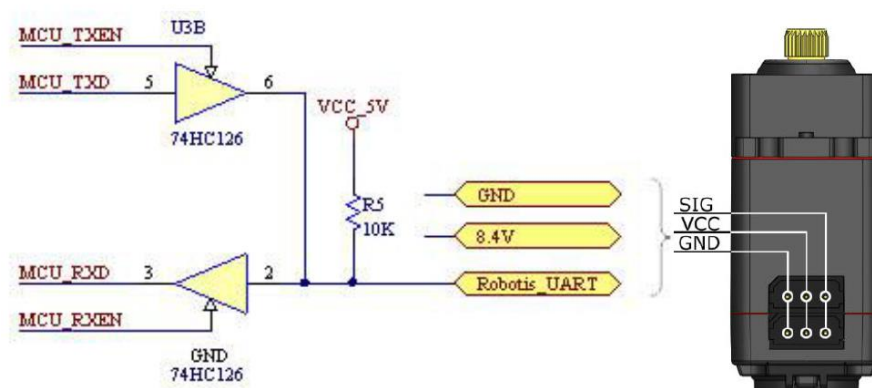 MCU_TXEN
U3B
MCU_TXD
5
6
74HC126
VCC_5V
R5
10K
GND
8.4V
Robotis_UART
SIG
VCC
GND
MCU_RXD
3
2
MCU_RXEN
GND
74HC126